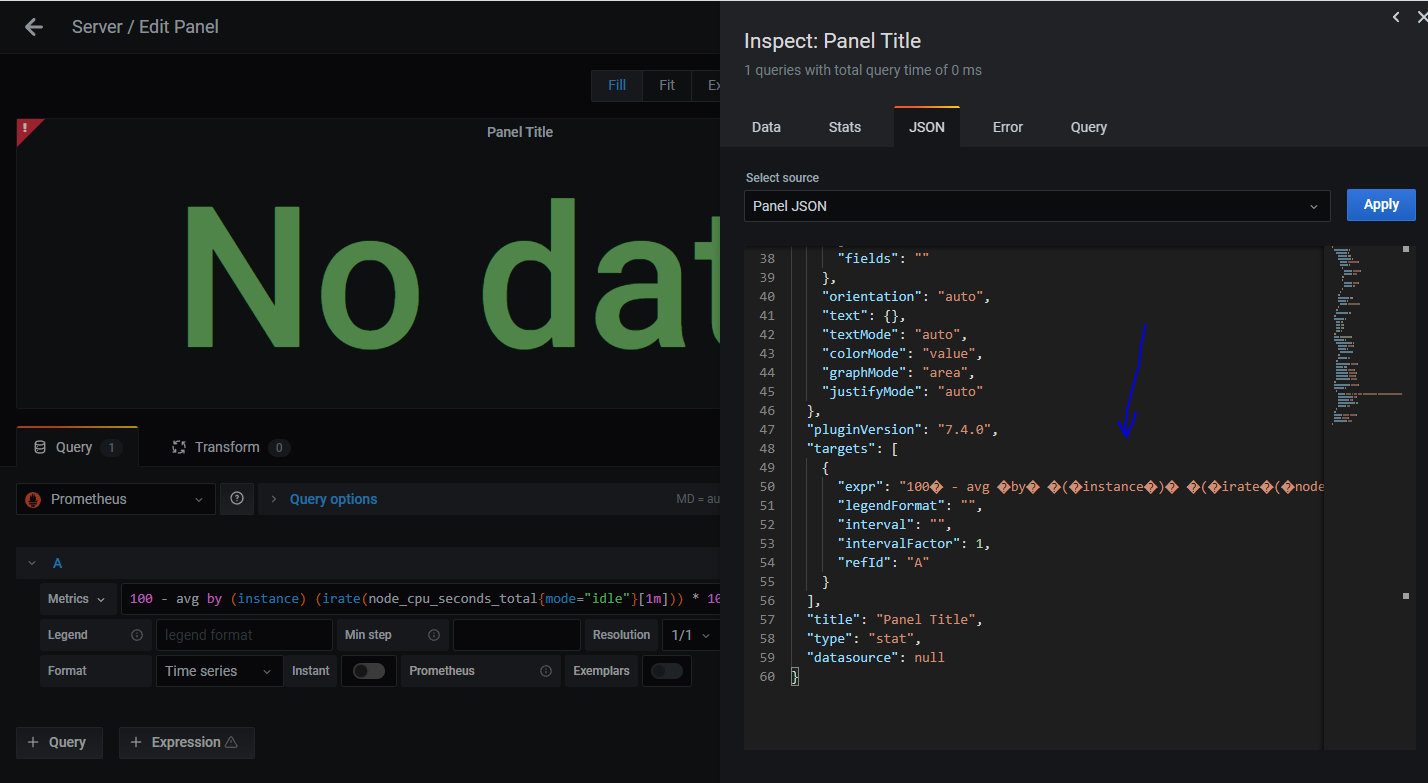 Server / Edit Panel
Fill Fit
Panel Title
No dat
Query 1 Transform 0
Prometheus Query options MD = au
A
Metrics 100 - avg by (instance) (irate(node_cpu_seconds_total{mode="idle"}[1m])) * 10
Legend legend format Min step Resolution 1/1
Format Time series Instant Prometheus Exemplars
+ Query + Expression
Inspect: Panel Title
1 queries with total query time of 0 ms
Data Stats JSON Error Query
Select source
Panel JSON Apply
38 "fields": ""
39 },
40 "orientation": "auto",
41 "text": {},
42 "textMode": "auto",
43 "colorMode": "value",
44 "graphMode": "area",
45 "justifyMode": "auto"
46 },
47 "pluginVersion": "7.4.0",
48 "targets": [
49 {
50 "expr": "100� - avg �by� �(�instance�)� �(�irate�(�node
51 "legendFormat": "",
52 "interval": "",
53 "intervalFactor": 1,
54 "refId": "A"
55 }
56 ],
57 "title": "Panel Title",
58 "type": "stat",
59 "datasource": null
60 }